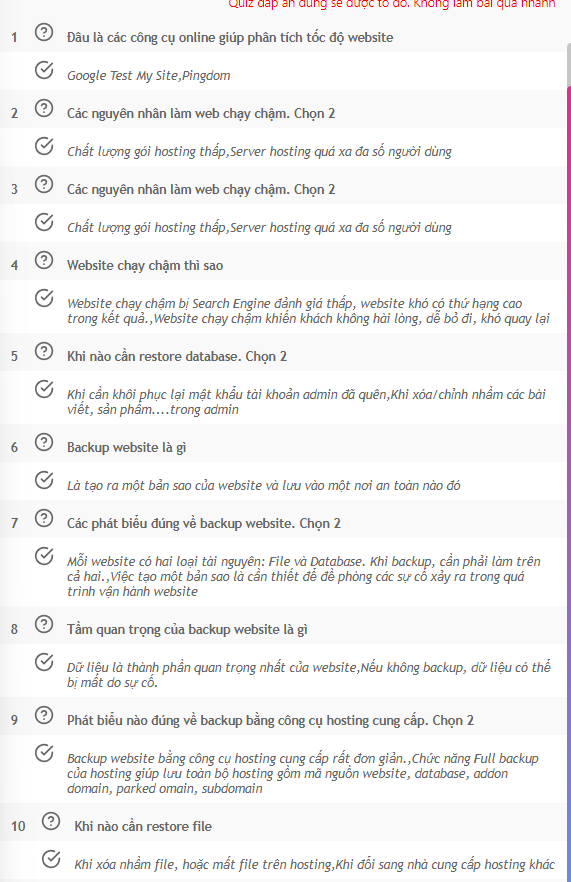 Quiz đáp án đúng sẽ được tô đỏ. Không làm bài quá nhanh
1 Đâu là các công cụ online giúp phân tích tốc độ website
Google Test My Site,Pingdom
2 Các nguyên nhân làm web chạy chậm. Chọn 2
Chất lượng gói hosting thấp,Server hosting quá xa đa số người dùng
3 Các nguyên nhân làm web chạy chậm. Chọn 2
Chất lượng gói hosting thấp,Server hosting quá xa đa số người dùng
4 Website chạy chậm thì sao
Website chạy chậm bị Search Engine đánh giá thấp, website khó có thứ hạng cao
trong kết quả.,Website chạy chậm khiến khách không hài lòng, dễ bỏ đi, khó quay lại
5 Khi nào cần restore database. Chọn 2
Khi cần khôi phục lại mật khẩu tài khoản admin đã quên,Khi xóa/chỉnh nhầm các bài
viết, sản phẩm....trong admin
6 Backup website là gì
Là tạo ra một bản sao của website và lưu vào một nơi an toàn nào đó
7 Các phát biểu đúng về backup website. Chọn 2
Mỗi website có hai loại tài nguyên: File và Database. Khi backup, cần phải làm trên
cả hai.,Việc tạo một bản sao là cần thiết để đề phòng các sự cố xảy ra trong quá
trình vận hành website
8 Tầm quan trọng của backup website là gì
Dữ liệu là thành phần quan trọng nhất của website,Nếu không backup, dữ liệu có thể
bị mất do sự cố.
9 Phát biểu nào đúng về backup bằng công cụ hosting cung cấp. Chọn 2
Backup website bằng công cụ hosting cung cấp rất đơn giản.,Chức năng Full backup
của hosting giúp lưu toàn bộ hosting gồm mã nguồn website, database, addon
domain, parked omain, subdomain
10 Khi nào cần restore file
Khi xóa nhầm file, hoặc mất file trên hosting,Khi đổi sang nhà cung cấp hosting khác